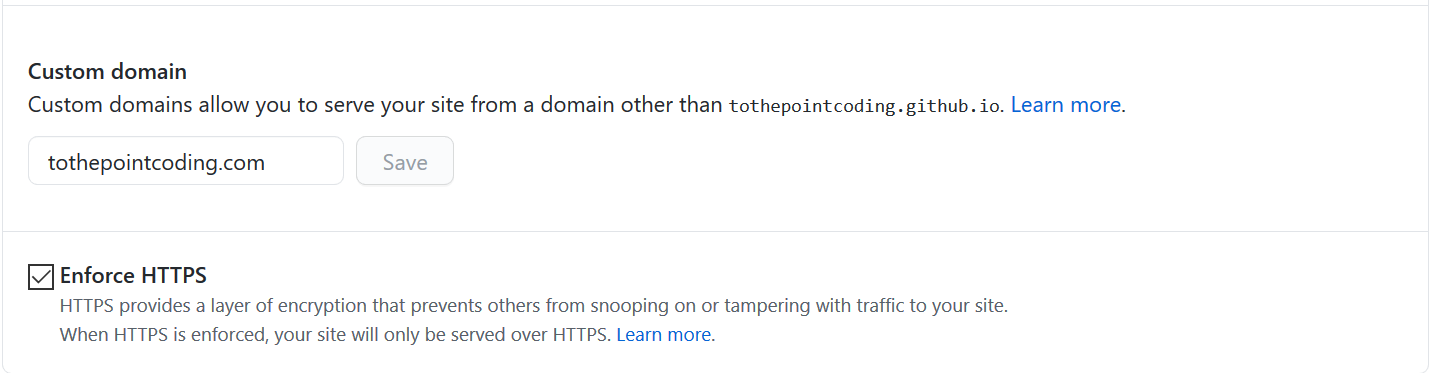 Custom domain
Custom domains allow you to serve your site from a domain other than tothepointcoding.github.io. Learn more.
tothepointcoding.com Save
Enforce HTTPS
HTTPS provides a layer of encryption that prevents others from snooping on or tampering with traffic to your site.
When HTTPS is enforced, your site will only be served over HTTPS. Learn more.